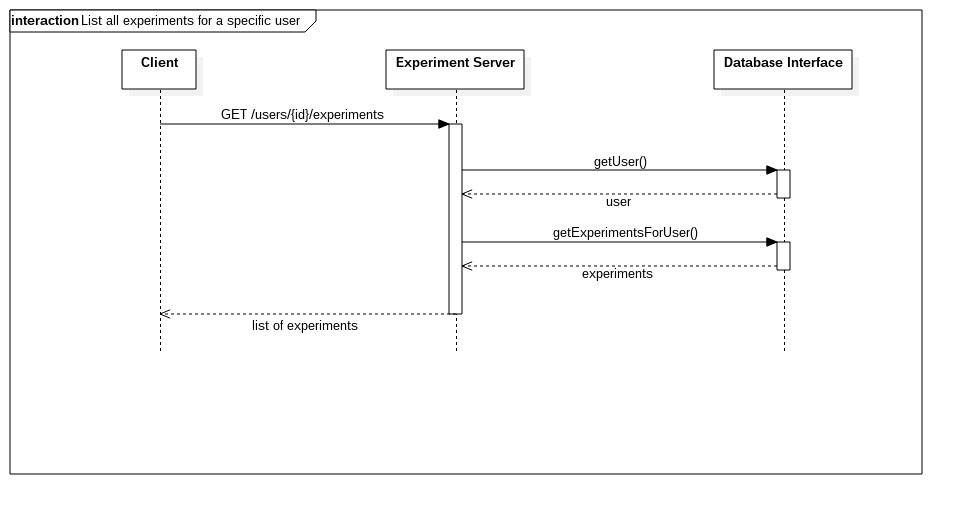 interaction List all experiments for a specific user
Client
Experiment Server
Database Interface
GET /users/{id}/experiments
getUser()
user
getExperimentsForUser()
experiments
list of experiments